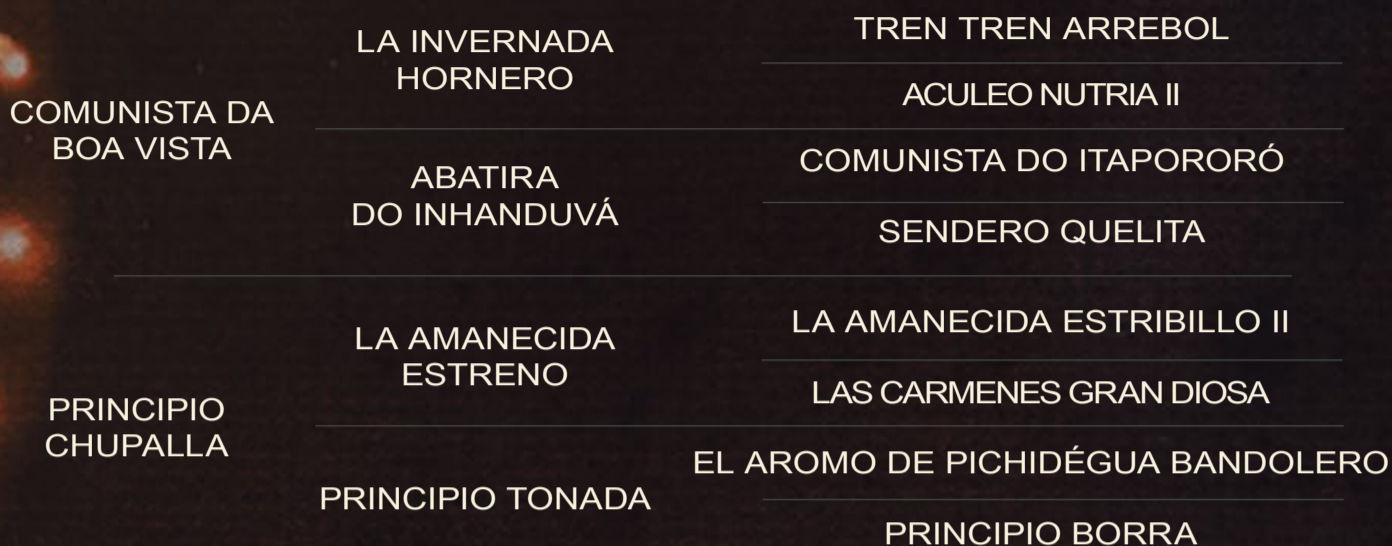 COMUNISTA DA
BOA VISTA
LA INVERNADA
HORNERO
TREN TREN ARREBOL
ACULEO NUTRIA II
ABATIRA
DO INHANDUVÁ
COMUNISTA DO ITAPORORÓ
SENDERO QUELITA
PRINCIPIO
CHUPALLA
LA AMANECIDA
ESTRENO
LA AMANECIDA ESTRIBILLO II
LAS CARMENES GRAN DIOSA
PRINCIPIO TONADA
EL AROMO DE PICHIDÉGUA BANDOLERO
PRINCIPIO BORRA